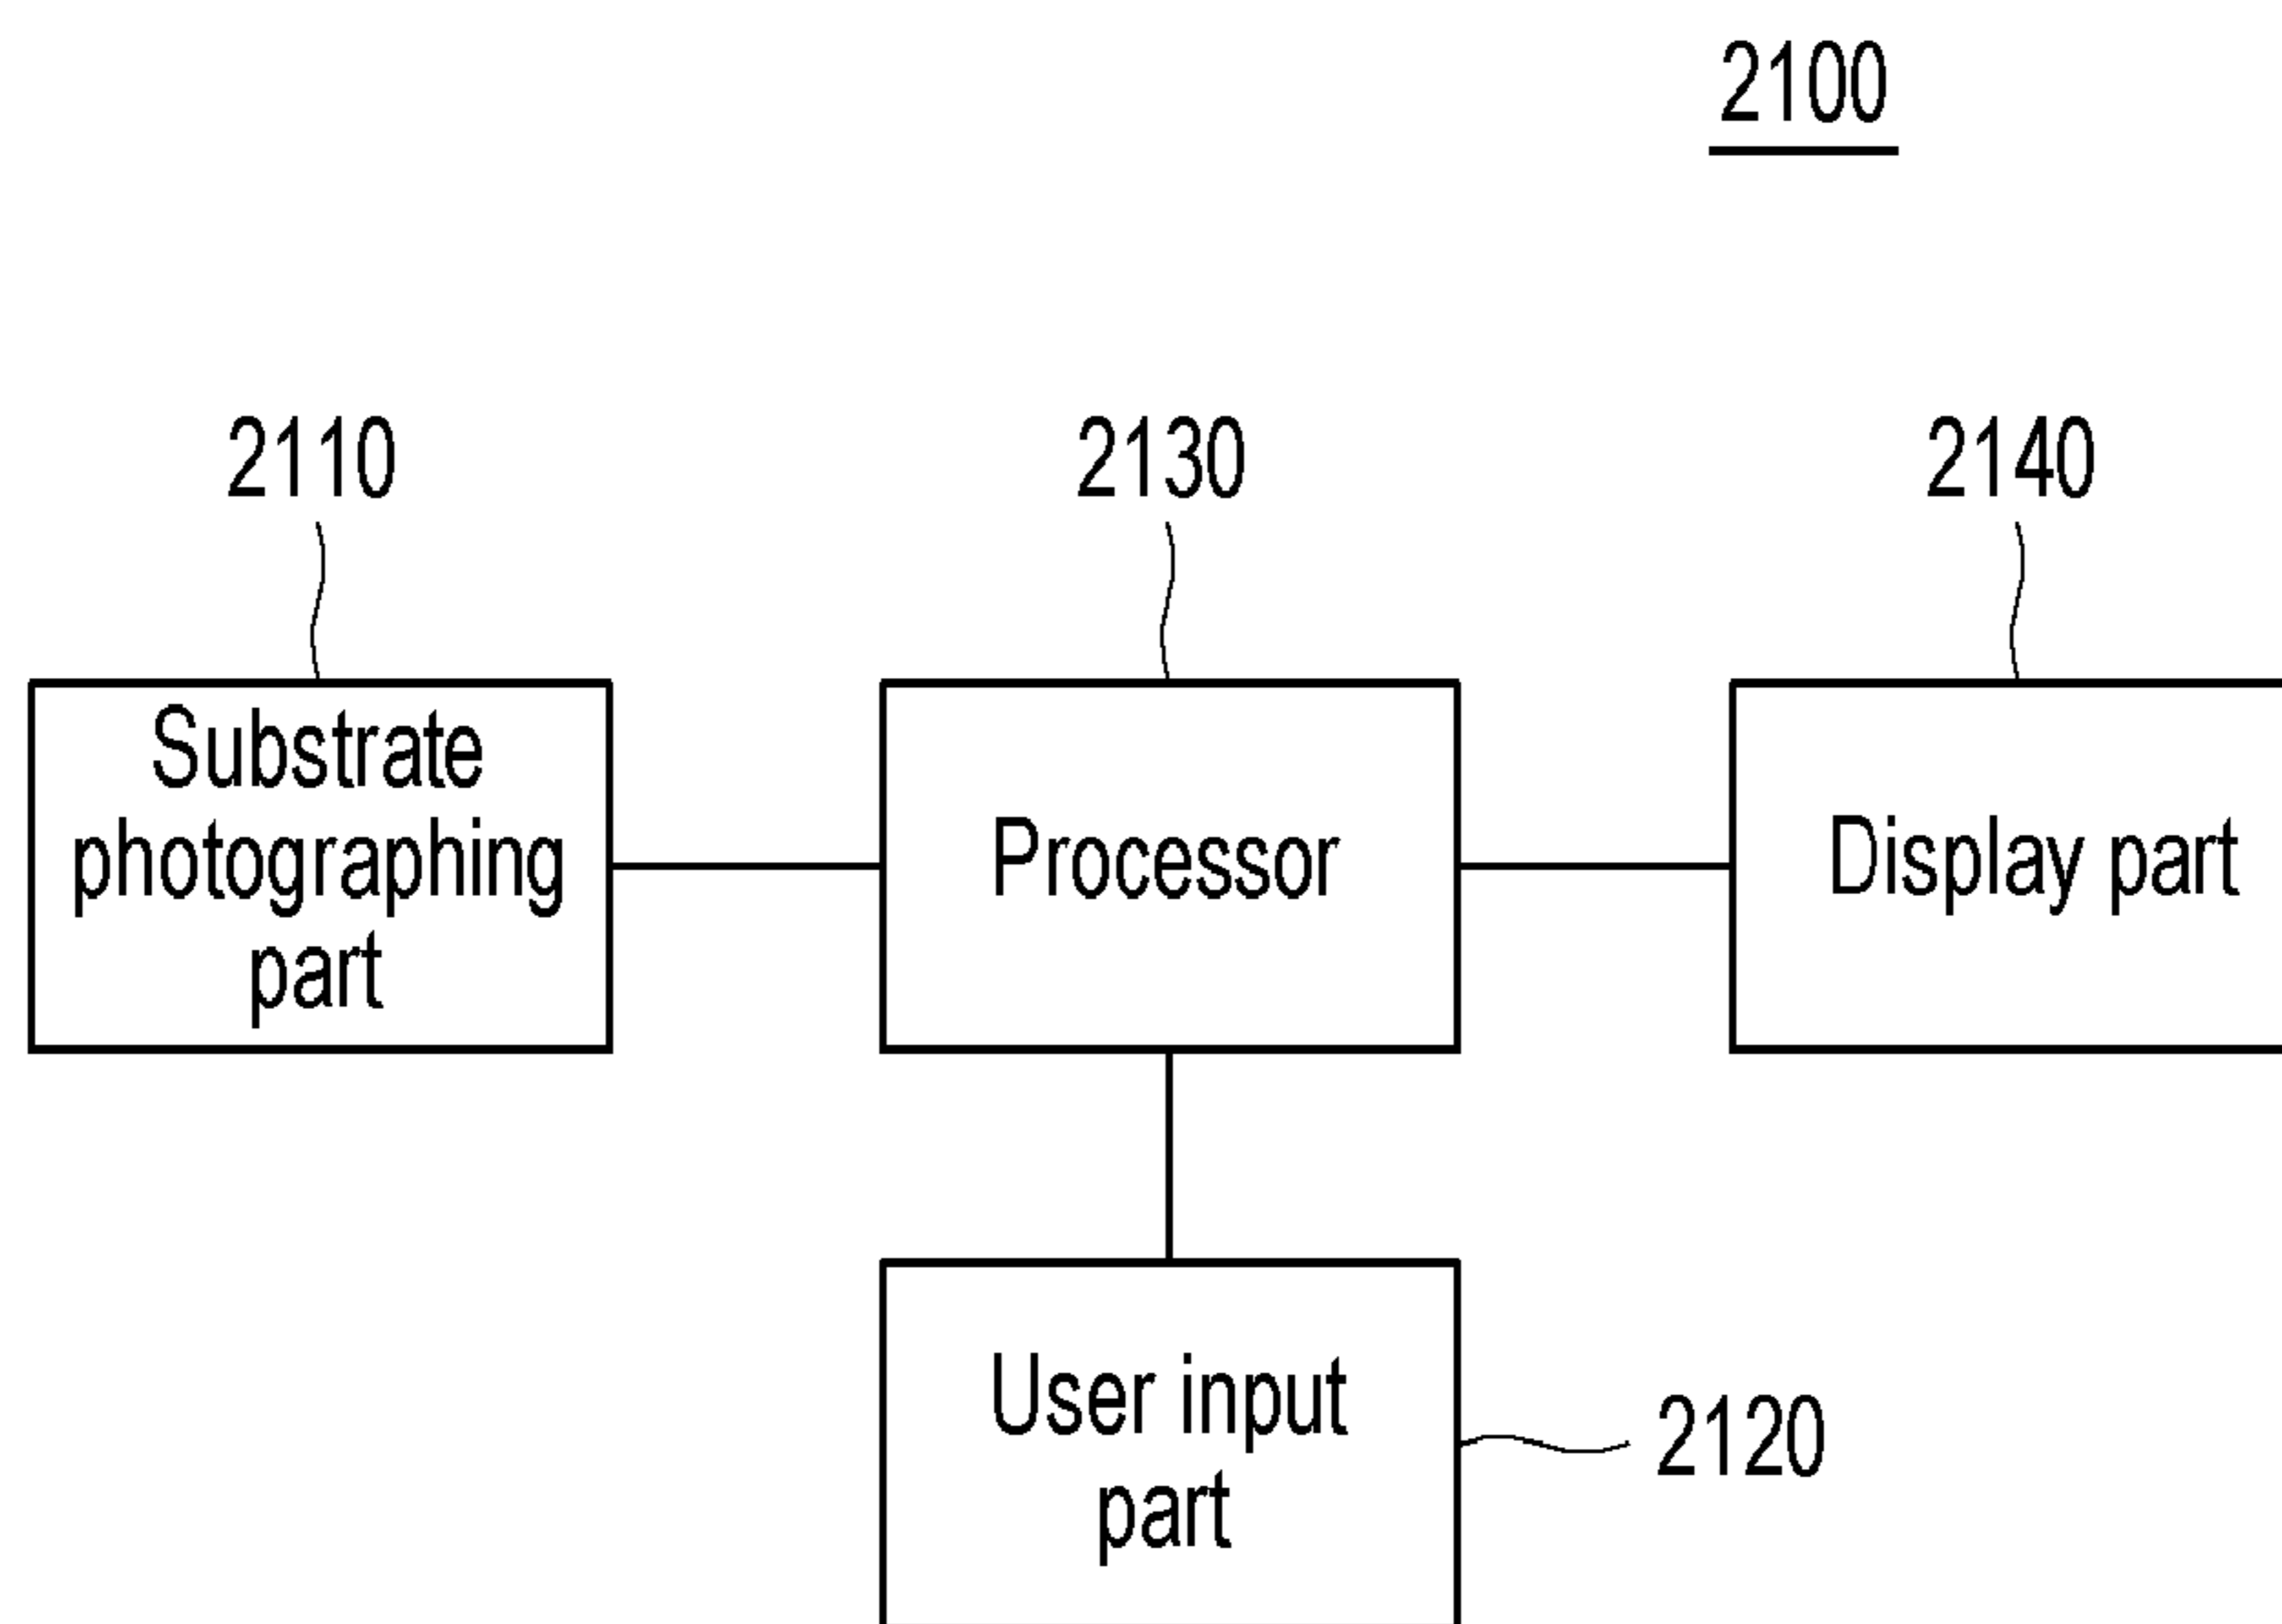 2100
2110
2130
2140
Substrate
photographing
part
Processor
Display part
User input
part
2120